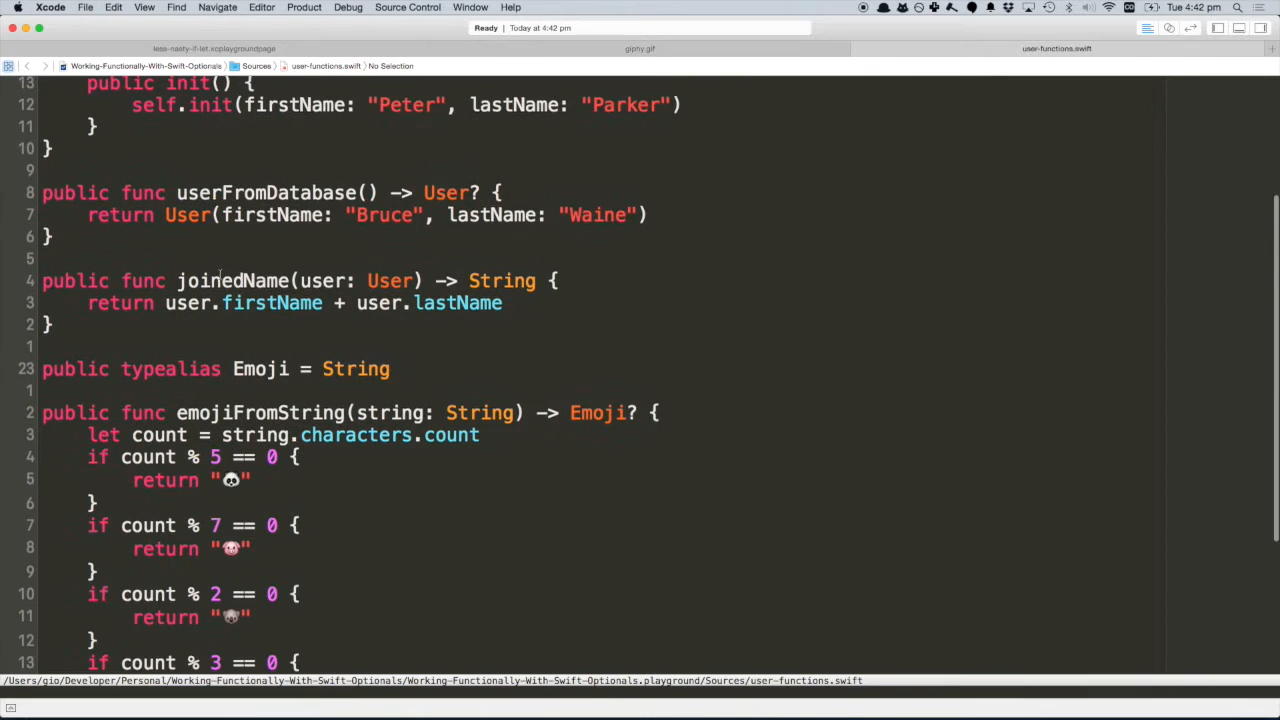 Xcode File Edit View Find Navigate Editor Product Debug Source Control Window Help Tue 4:42 pm
Ready Today at 4:42 pm
less-nasty-if-let.xcplaygroundpage giphy.gif user-functions.swift
Working-Functionally-With-Swift-Optionals Sources user-functions.swift No Selection
13 public init() {
12 self.init(firstName: "Peter", lastName: "Parker")
11 }
10 }
9
8 public func userFromDatabase() -> User? {
7 return User(firstName: "Bruce", lastName: "Waine")
6 }
5
4 public func joinedName(user: User) -> String {
3 return user.firstName + user.lastName
2 }
1
23 public typealias Emoji = String
1
2 public func emojiFromString(string: String) -> Emoji? {
3 let count = string.characters.count
4 if count % 5 == 0 {
5 return "🐼"
6 }
7 if count % 7 == 0 {
8 return "🐷"
9 }
10 if count % 2 == 0 {
11 return "🐨"
12 }
13 if count % 3 == 0 {
/Users/gio/Developer/Personal/Working-Functionally-With-Swift-Optionals/Working-Functionally-With-Swift-Optionals.playground/Sources/user-functions.swift